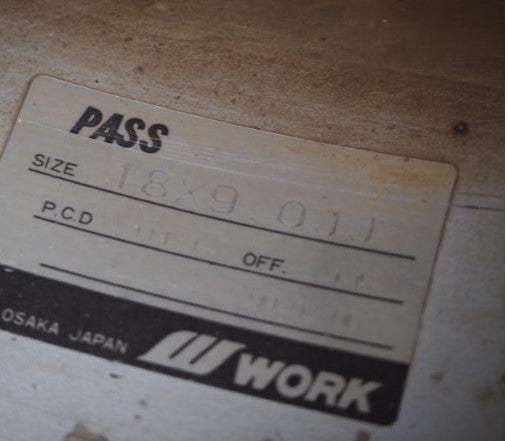 PASS
SIZE 18X9.0JJ
P.C.D OFF.
OSAKA JAPAN W WORK